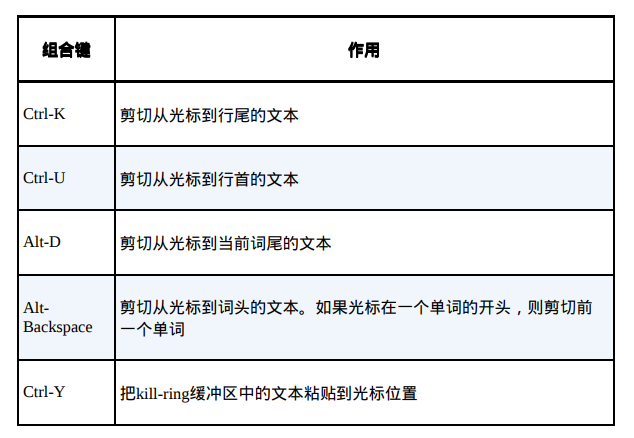 组合键 作用
Ctrl-K 剪切从光标到行尾的文本
Ctrl-U 剪切从光标到行首的文本
Alt-D 剪切从光标到当前词尾的文本
Alt-
Backspace
剪切从光标到词头的文本。如果光标在一个单词的开头，则剪切前
一个单词
Ctrl-Y 把kill-ring缓冲区中的文本粘贴到光标位置